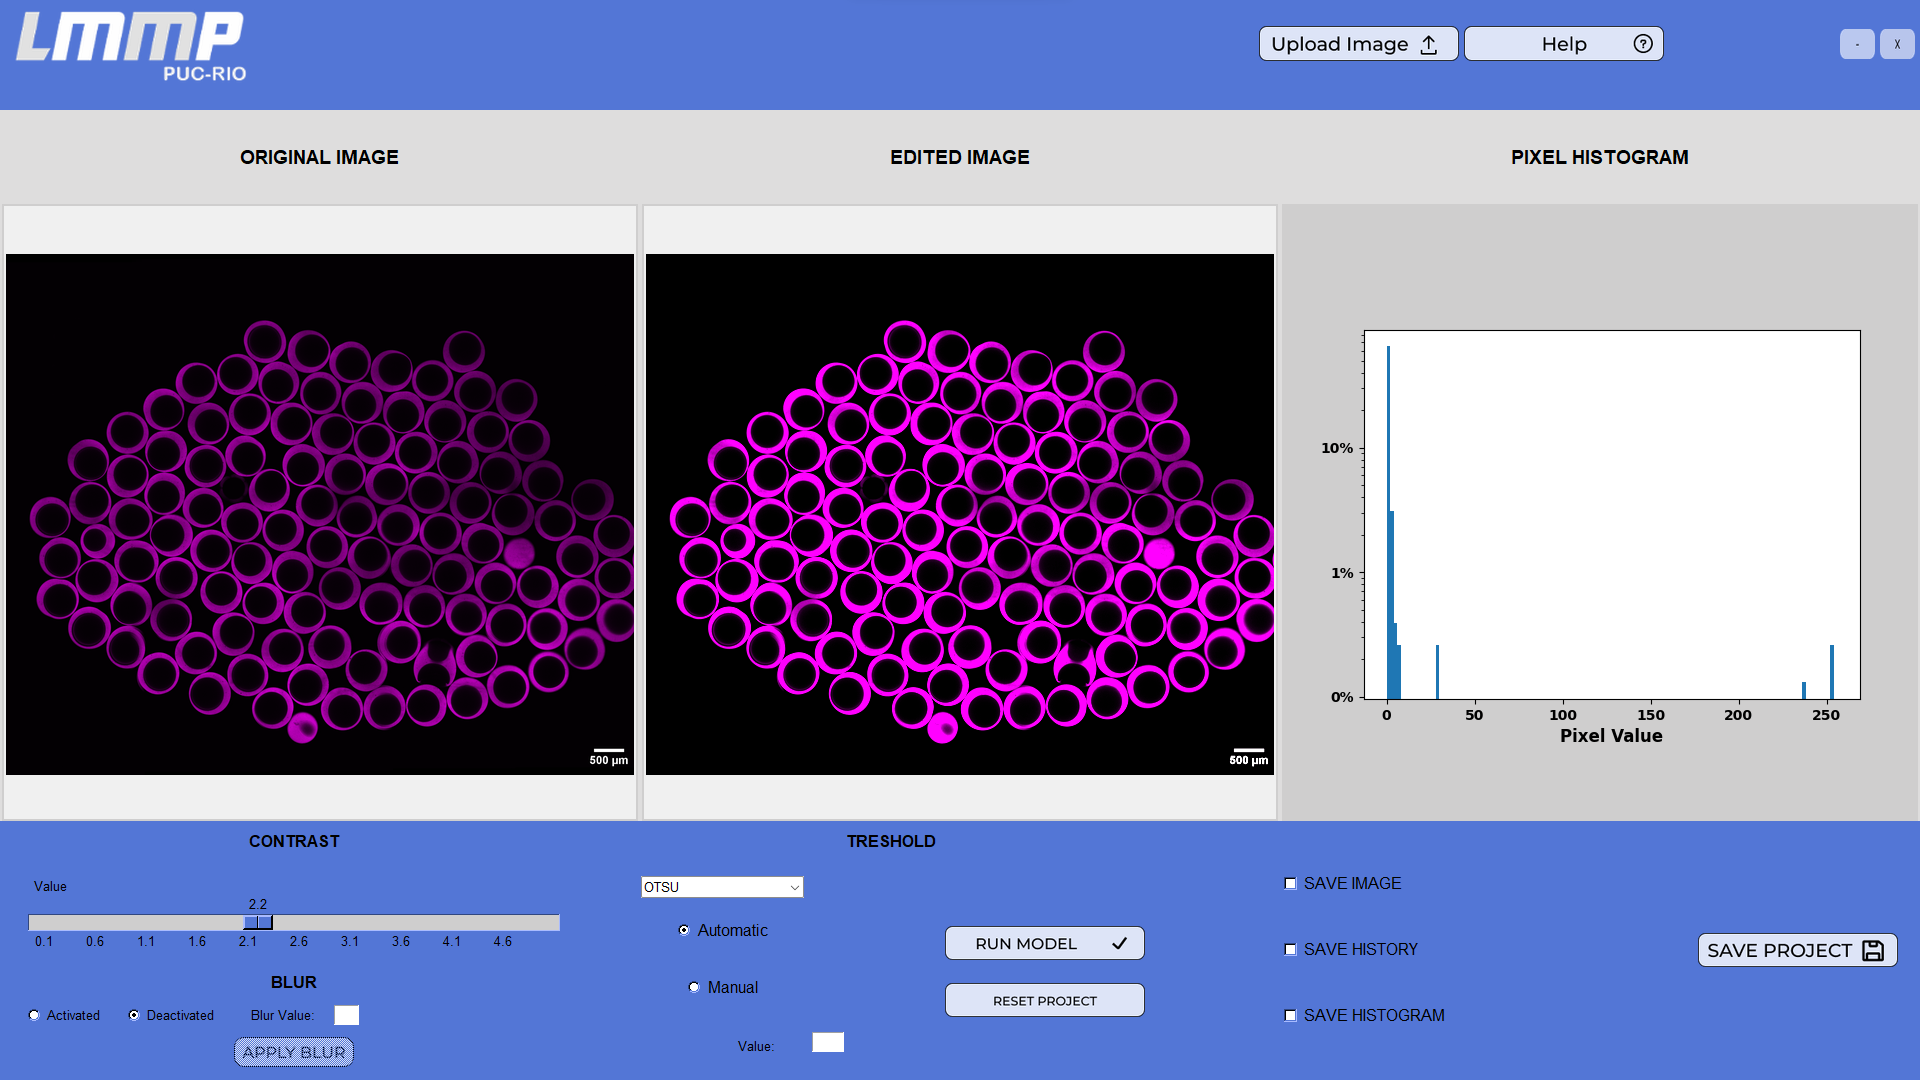 LMMP
PUC-RIO
Upload Image
Help ?
- X
ORIGINAL IMAGE
EDITED IMAGE
PIXEL HISTOGRAM
500 µm
500 µm
10%
1%
0%
0 50 100 150 200 250
Pixel Value
CONTRAST
Value
2.2
0.1 0.6 1.1 1.6 2.1 2.6 3.1 3.6 4.1 4.6
BLUR
Activated Deactivated Blur Value:
APPLY BLUR
TRESHOLD
OTSU
Automatic
Manual
Value:
RUN MODEL
RESET PROJECT
SAVE IMAGE
SAVE HISTORY
SAVE HISTOGRAM
SAVE PROJECT